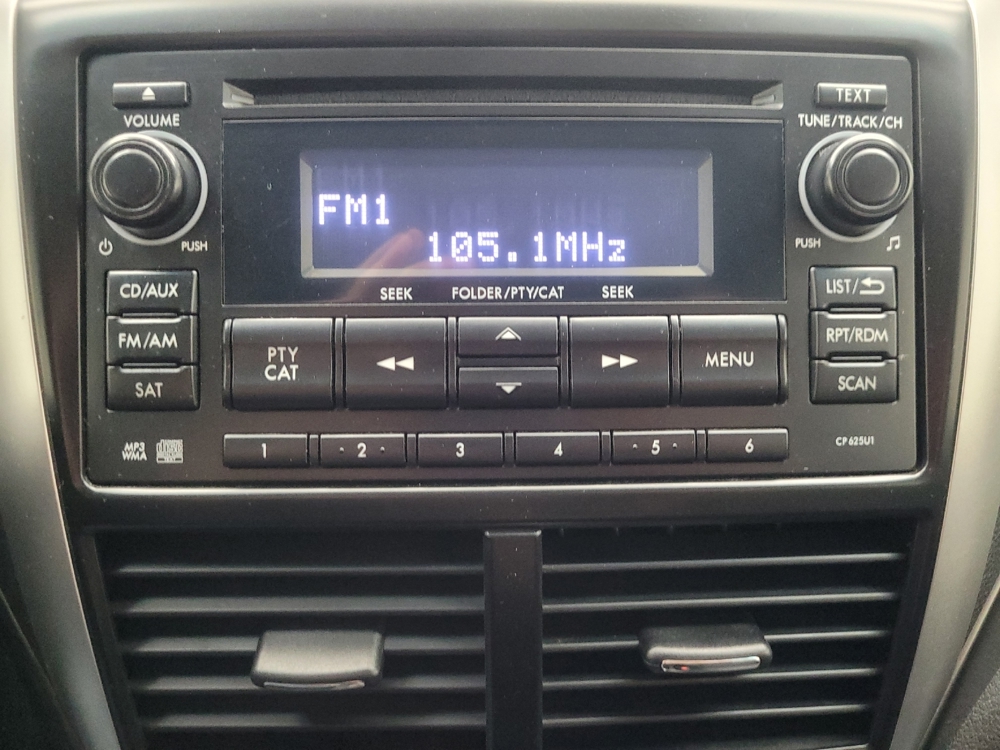 TEXT
VOLUME
TUNE/TRACK/CH
FM1
105.1MHz
PUSH
PUSH
SEEK FOLDER/PTY/CAT SEEK
CD/AUX
LIST/
FM/AM
RPT/RDM
SAT
SCAN
PTY
CAT
MENU
MP3
WMA
1 2 3 4 5 6
CP625U1